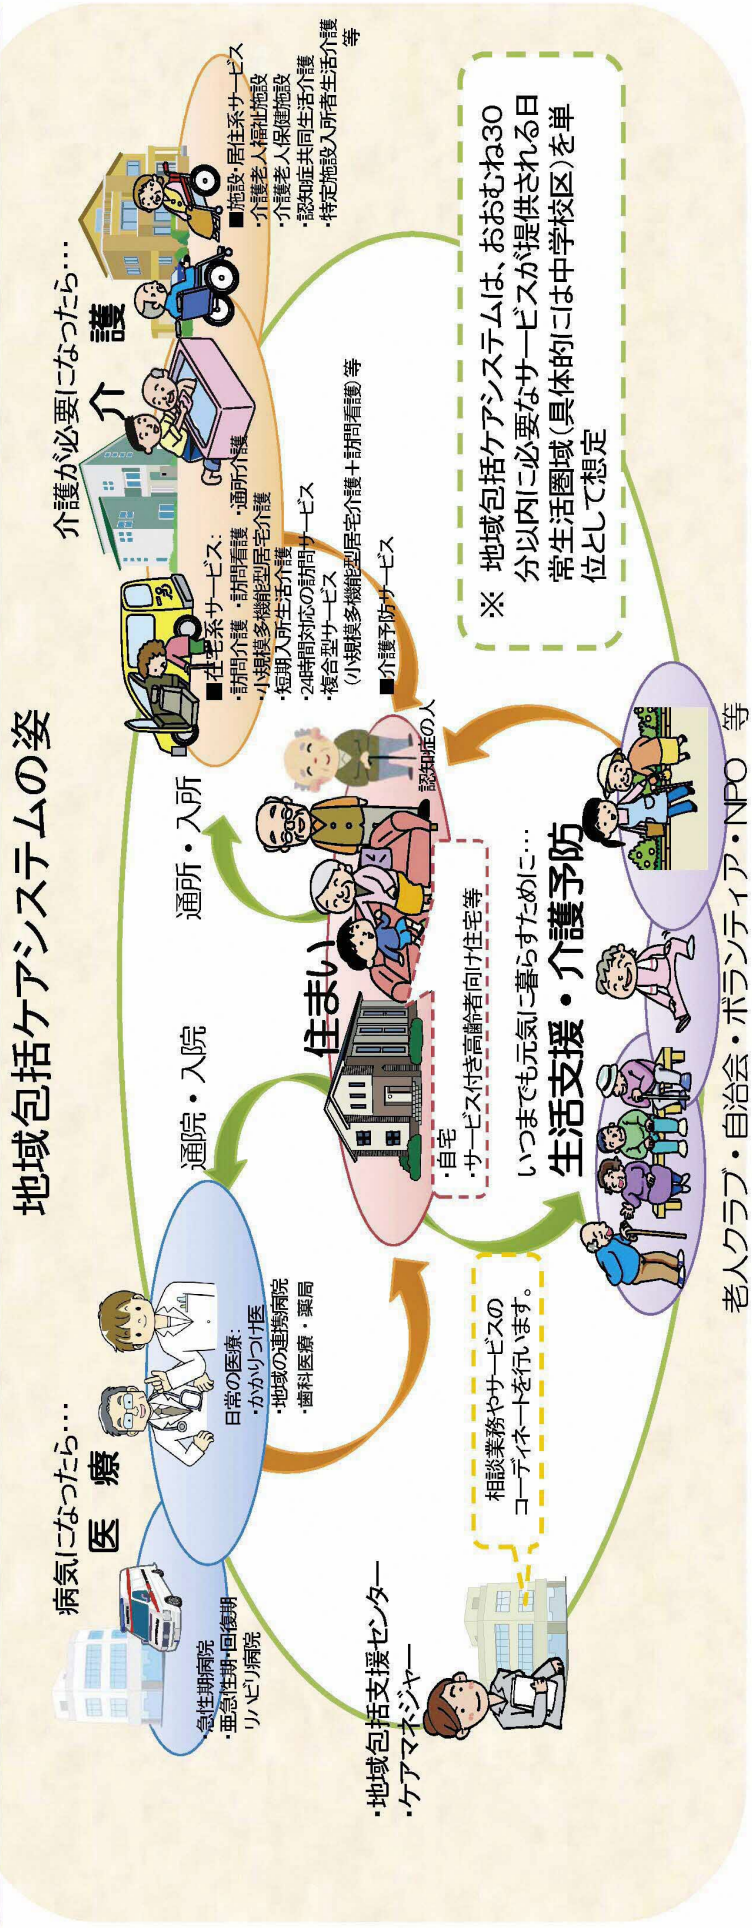 地域包括ケアシステムの姿
病気になったら…
医療
・急性期病院
・亜急性期・回復期
リハビリ病院
日常の医療:
・かかりつけ医
・地域の連携病院
・歯科医療・薬局
通院・入院
通所・入所
介護が必要になったら…
介護
■在宅系サービス:
・訪問介護 ・訪問看護 ・通所介護
・小規模多機能型居宅介護
・短期入所生活介護
・24時間対応の訪問サービス
・複合型サービス
(小規模多機能型居宅介護+訪問看護)等
■介護予防サービス
■施設・居住系サービス
・介護老人福祉施設
・介護老人保健施設
・認知症共同生活介護
・特定施設入所者生活介護
等
住まい
認知症の人
・自宅
・サービス付き高齢者向け住宅等
・地域包括支援センター
・ケアマネジャー
相談業務やサービスの
コーディネートを行います。
いつまでも元気に暮らすために…
生活支援・介護予防
老人クラブ・自治会・ボランティア・NPO 等
※ 地域包括ケアシステムは、おおむね30
分以内に必要なサービスが提供される日
常生活圏域(具体的には中学校区)を単
位として想定